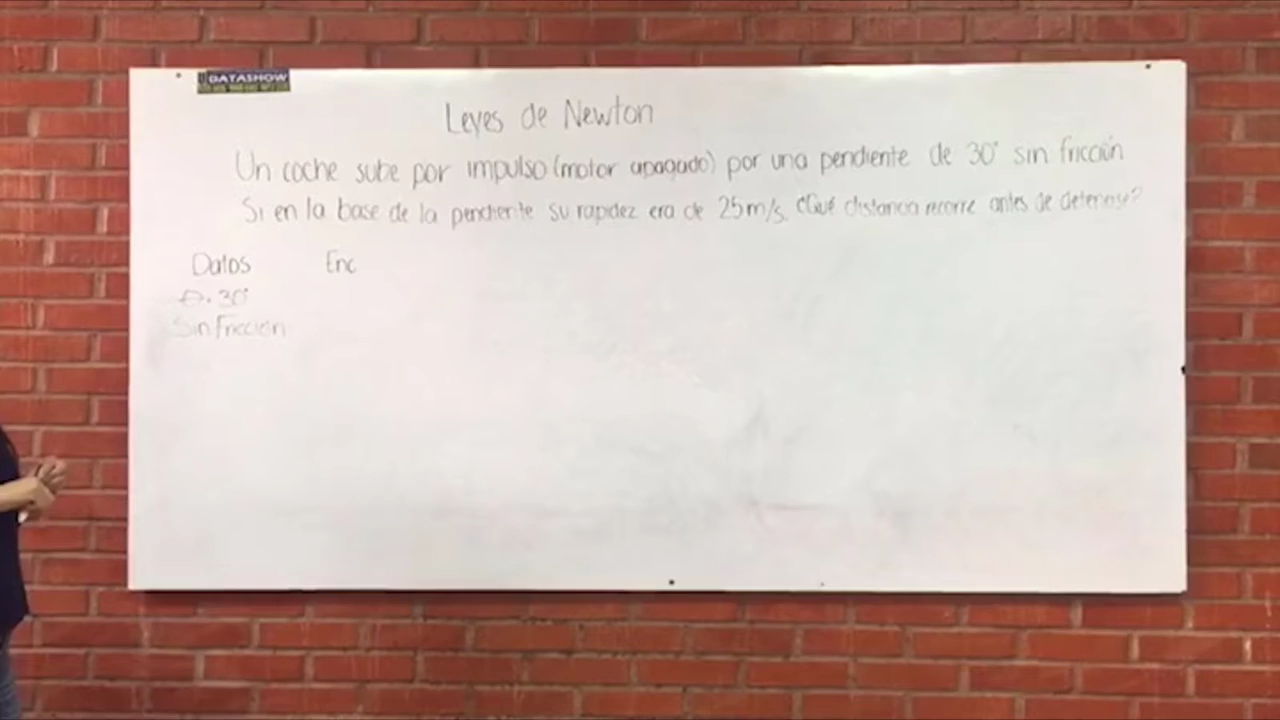 DATASHOW
Leyes de Newton
Un coche sube por impulso (motor apagado) por una pendiente de 30° sin fricción
Si en la base de la pendiente su rapidez era de 25m/s. ¿Qué distancia recorre antes de detenerse?
Datos Enc
θ = 30°
Sin Fricción